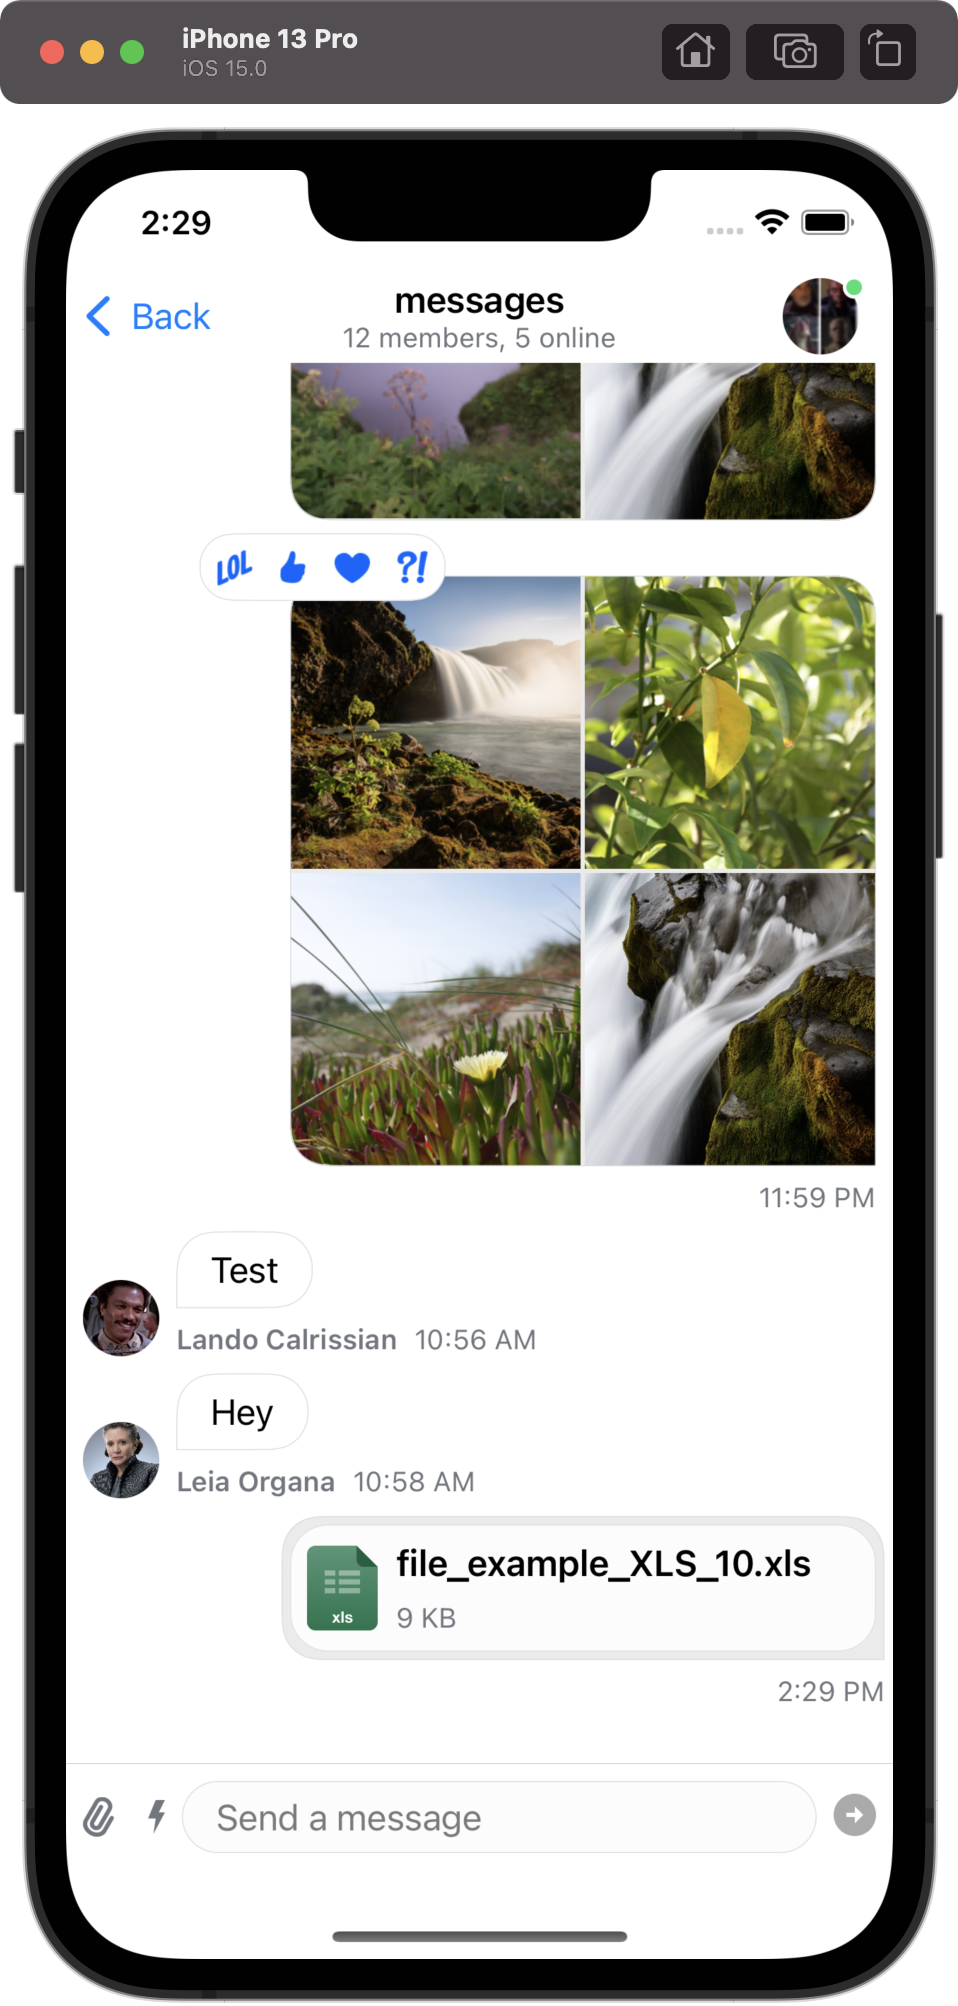 iPhone 13 Pro
iOS 15.0
2:29
Back
messages
12 members, 5 online
LOL
?!
11:59 PM
Test
Lando Calrissian 10:56 AM
Hey
Leia Organa 10:58 AM
file_example_XLS_10.xls
xls
9 KB
2:29 PM
Send a message